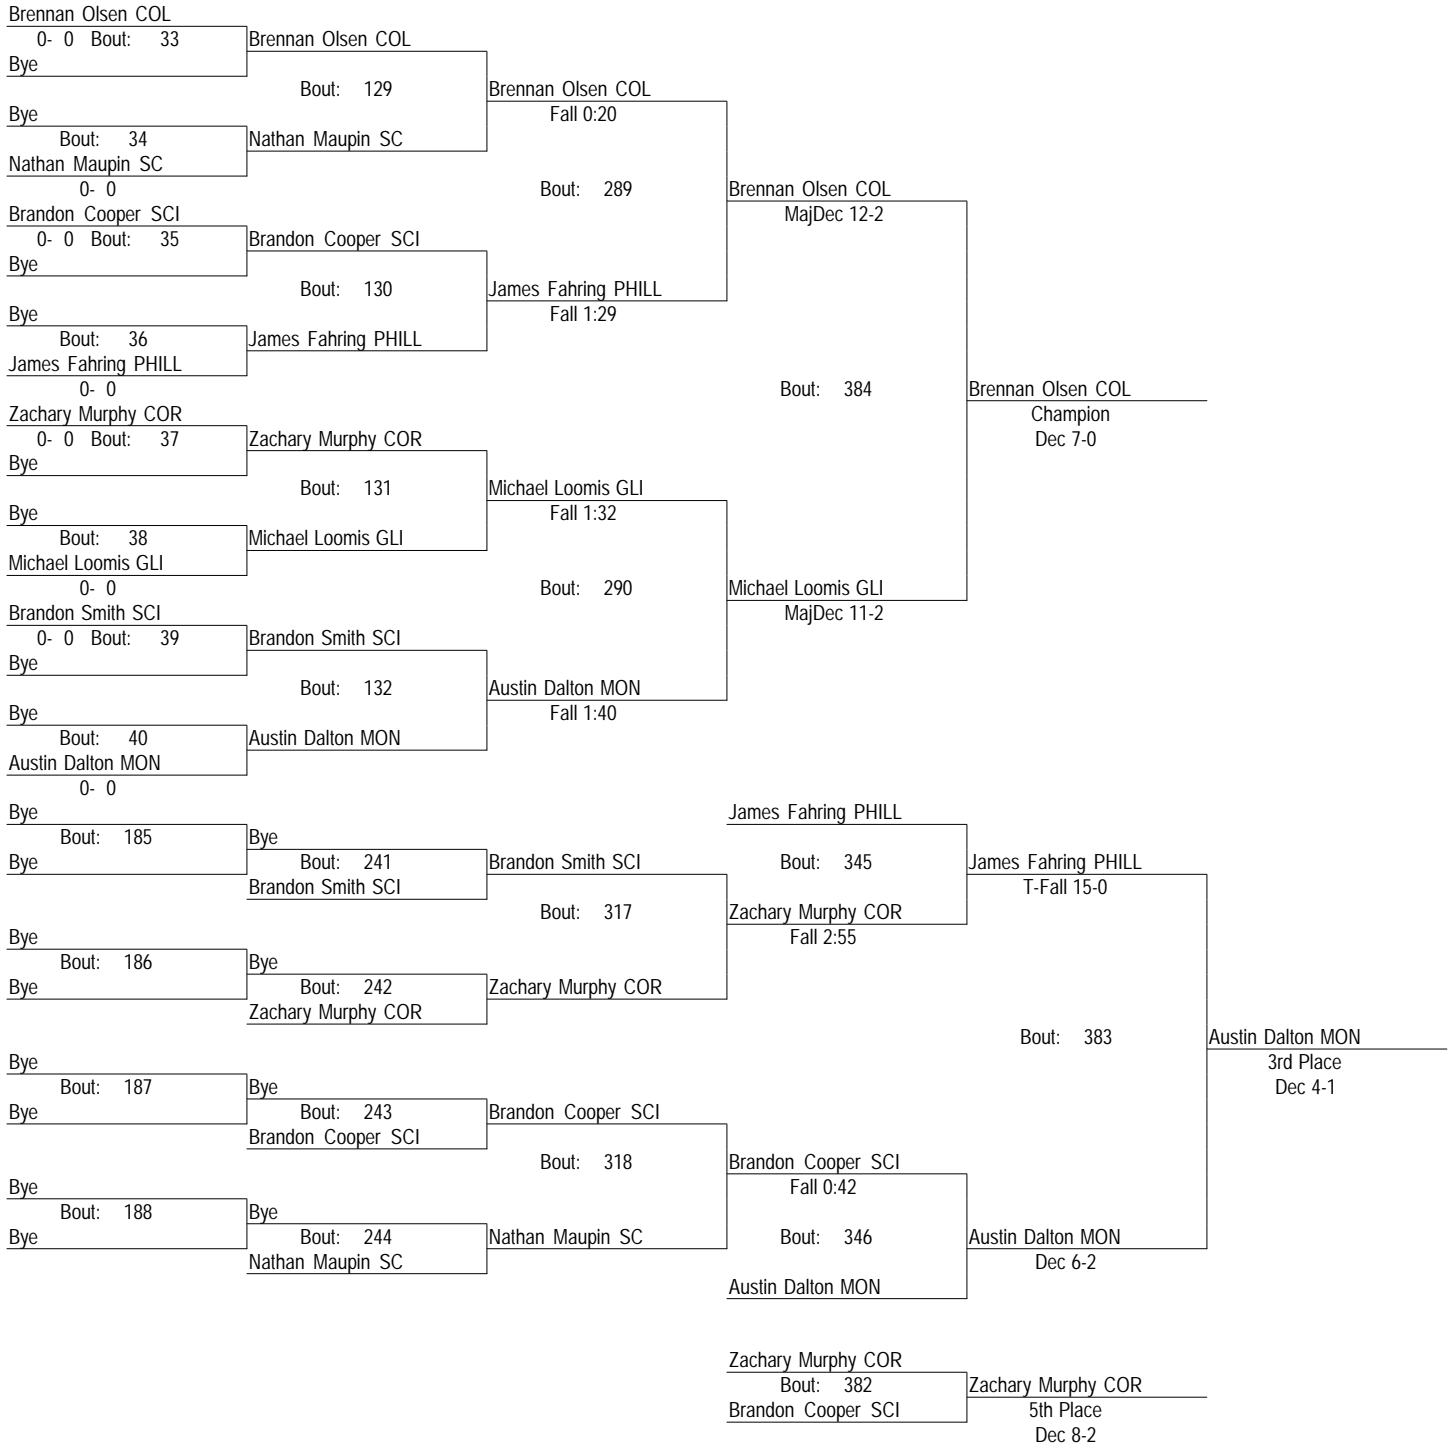 Brennan Olsen COL
0- 0 Bout: 33
Brennan Olsen COL
Bye
Bout: 129
Brennan Olsen COL
Bye
Fall 0:20
Bout: 34
Nathan Maupin SC
Nathan Maupin SC
0- 0
Bout: 289
Brennan Olsen COL
Brandon Cooper SCI
MajDec 12-2
0- 0 Bout: 35
Brandon Cooper SCI
Bye
Bout: 130
James Fahring PHILL
Bye
Fall 1:29
Bout: 36
James Fahring PHILL
James Fahring PHILL
0- 0
Bout: 384
Brennan Olsen COL
Zachary Murphy COR
Champion
0- 0 Bout: 37
Zachary Murphy COR
Dec 7-0
Bye
Bout: 131
Michael Loomis GLI
Bye
Fall 1:32
Bout: 38
Michael Loomis GLI
Michael Loomis GLI
0- 0
Bout: 290
Michael Loomis GLI
Brandon Smith SCI
MajDec 11-2
0- 0 Bout: 39
Brandon Smith SCI
Bye
Bout: 132
Austin Dalton MON
Bye
Fall 1:40
Bout: 40
Austin Dalton MON
Austin Dalton MON
0- 0
Bye
James Fahring PHILL
Bout: 185
Bye
Bye
Bout: 241
Brandon Smith SCI
Bout: 345
James Fahring PHILL
Brandon Smith SCI
T-Fall 15-0
Bout: 317
Zachary Murphy COR
Bye
Fall 2:55
Bout: 186
Bye
Bye
Bout: 242
Zachary Murphy COR
Zachary Murphy COR
Bout: 383
Austin Dalton MON
Bye
3rd Place
Bout: 187
Bye
Dec 4-1
Bye
Bout: 243
Brandon Cooper SCI
Brandon Cooper SCI
Bout: 318
Brandon Cooper SCI
Bye
Fall 0:42
Bout: 188
Bye
Bye
Bout: 244
Nathan Maupin SC
Bout: 346
Austin Dalton MON
Nathan Maupin SC
Dec 6-2
Austin Dalton MON
Zachary Murphy COR
Bout: 382
Zachary Murphy COR
Brandon Cooper SCI
5th Place
Dec 8-2